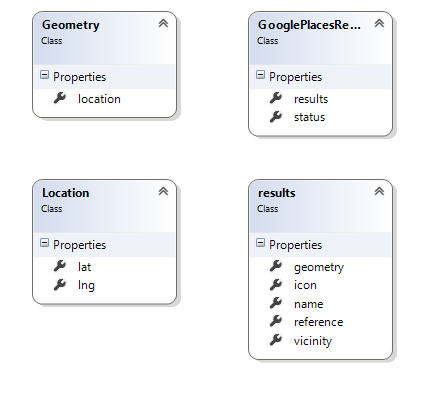 Geometry
Class
Properties
location
GooglePlacesRe...
Class
Properties
results
status
Location
Class
Properties
lat
lng
results
Class
Properties
geometry
icon
name
reference
vicinity